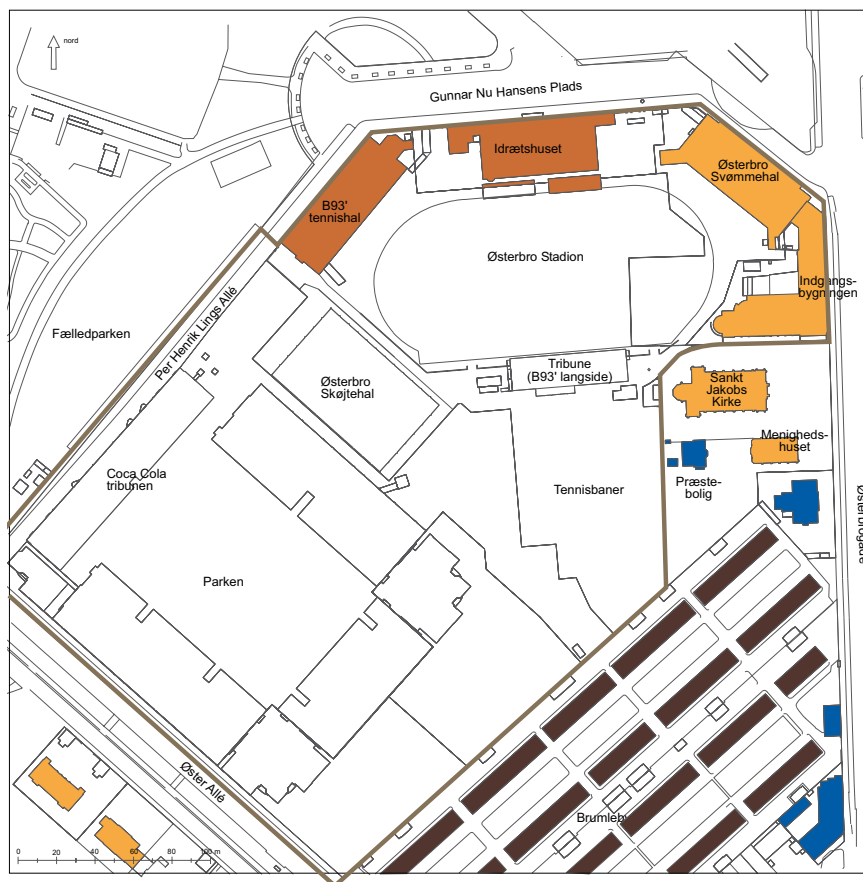 nord
Gunnar Nu Hansens Plads
Idrætshuset
Østerbro
Svømmehal
B93'
tennishal
Østerbro Stadion
Indgangs-
bygningen
Fælledparken
Per Henrik Lings Allé
Østerbro
Skøjtehal
Tribune
(B93' langside)
Sankt
Jakobs
Kirke
Menigheds-
huset
Coca Cola
tribunen
Tennisbaner
Præste-
bolig
Østerbrogade
Parken
Øster Allé
Brumleby
0 20 40 60 80 100 m